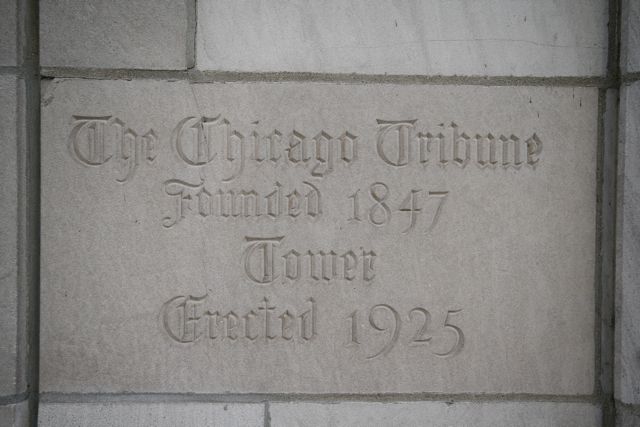 The Chicago Tribune
Founded 1847
Tower
Erected 1925